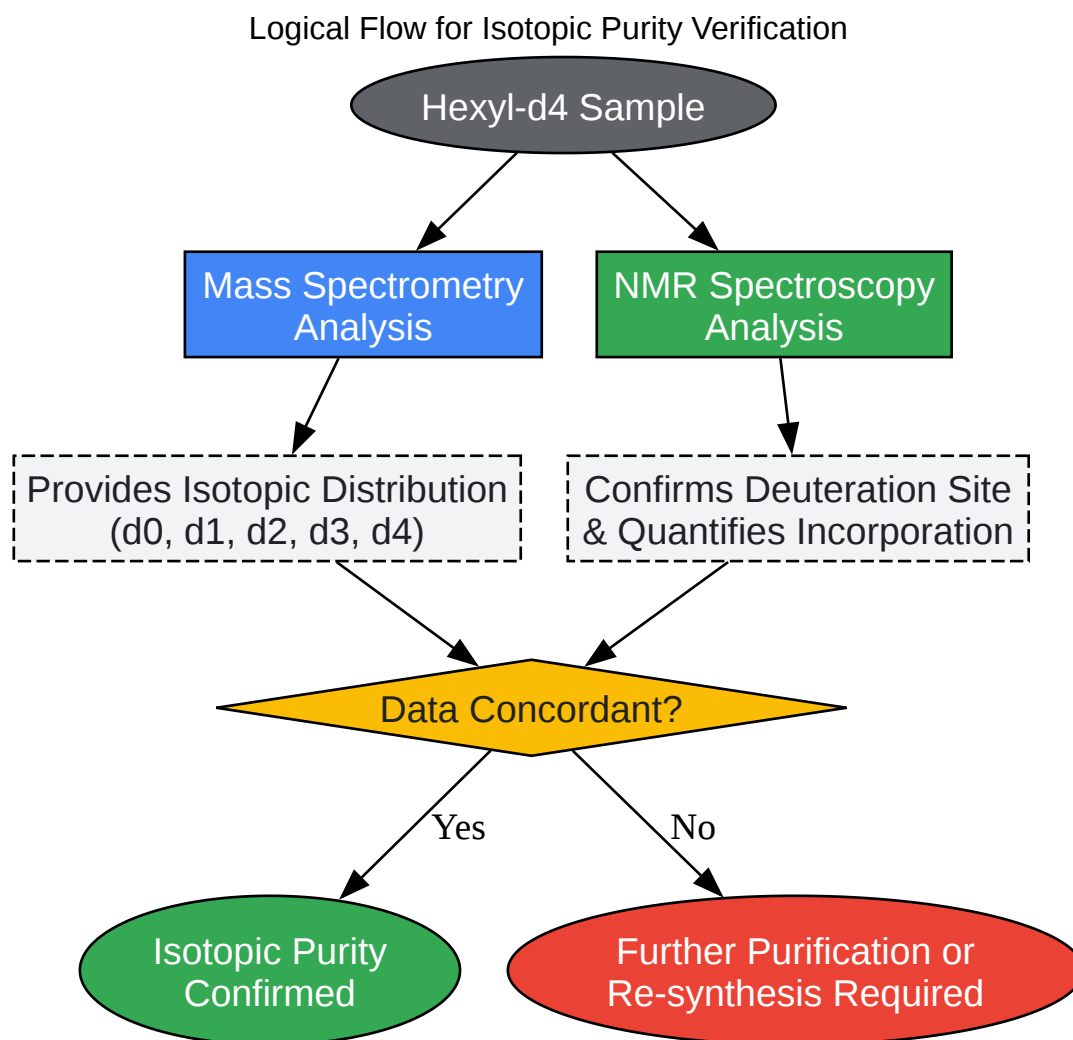 Logical Flow for Isotopic Purity Verification
Hexyl-d4 Sample
Mass Spectrometry
Analysis
NMR Spectroscopy
Analysis
Provides Isotopic Distribution
(d0, d1, d2, d3, d4)
Confirms Deuteration Site
& Quantifies Incorporation
Data Concordant?
Yes
No
Isotopic Purity
Confirmed
Further Purification or
Re-synthesis Required